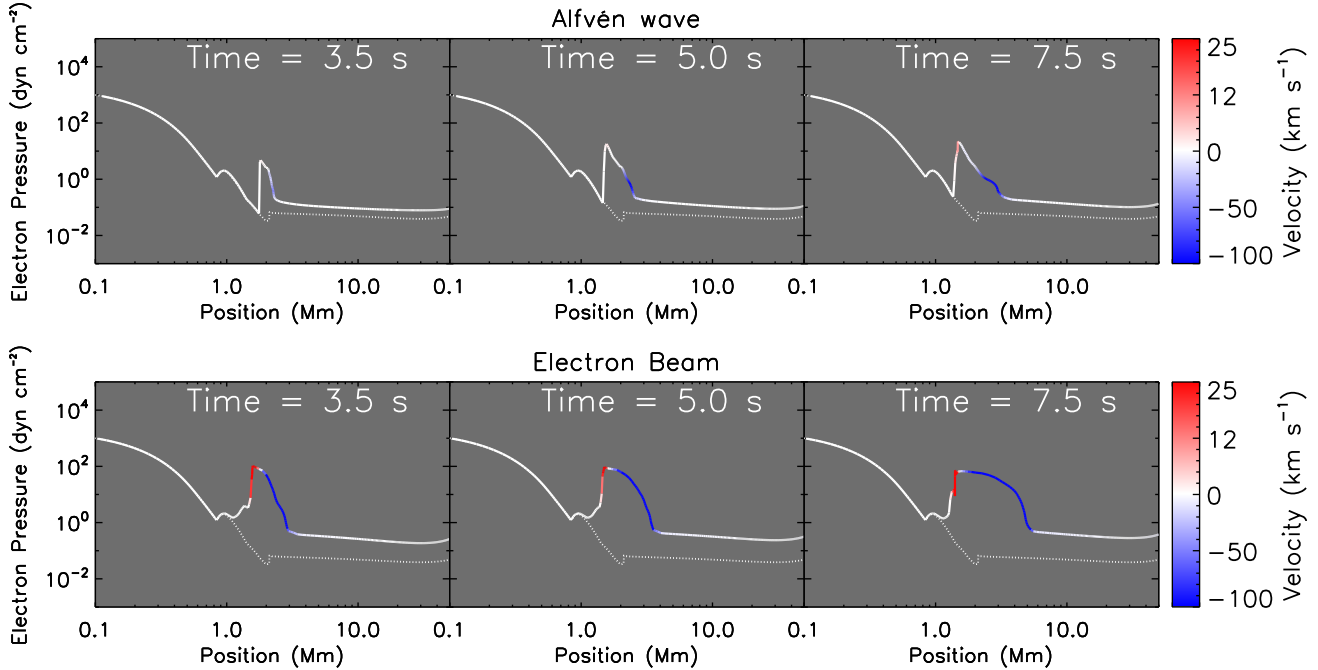 Alfvén wave
Electron Pressure (dyn cm⁻²)
10⁴
10²
10⁰
10⁻²
Time = 3.5 s
Time = 5.0 s
Time = 7.5 s
0.1 1.0 10.0 0.1 1.0 10.0 0.1 1.0 10.0
Position (Mm) Position (Mm) Position (Mm)
25
12
0
−50
−100
Velocity (km s⁻¹)
Electron Beam
Electron Pressure (dyn cm⁻²)
10⁴
10²
10⁰
10⁻²
Time = 3.5 s
Time = 5.0 s
Time = 7.5 s
0.1 1.0 10.0 0.1 1.0 10.0 0.1 1.0 10.0
Position (Mm) Position (Mm) Position (Mm)
25
12
0
−50
−100
Velocity (km s⁻¹)